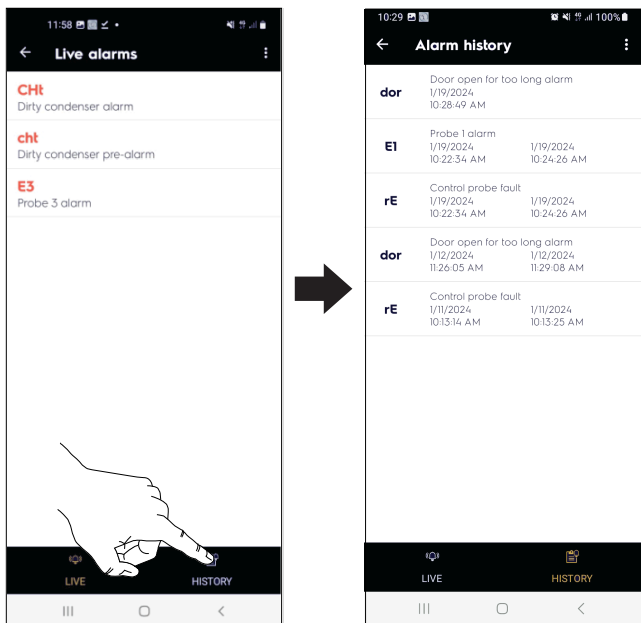 11:58
Live alarms
CHt
Dirty condenser alarm
cht
Dirty condenser pre-alarm
E3
Probe 3 alarm
LIVE
HISTORY
10:29
100%
Alarm history
dor
Door open for too long alarm
1/19/2024
10:28:49 AM
E1
Probe 1 alarm
1/19/2024 1/19/2024
10:22:34 AM 10:24:26 AM
rE
Control probe fault
1/19/2024 1/19/2024
10:22:34 AM 10:24:26 AM
dor
Door open for too long alarm
1/12/2024 1/12/2024
11:26:05 AM 11:29:08 AM
rE
Control probe fault
1/11/2024 1/11/2024
10:13:14 AM 10:13:25 AM
LIVE
HISTORY